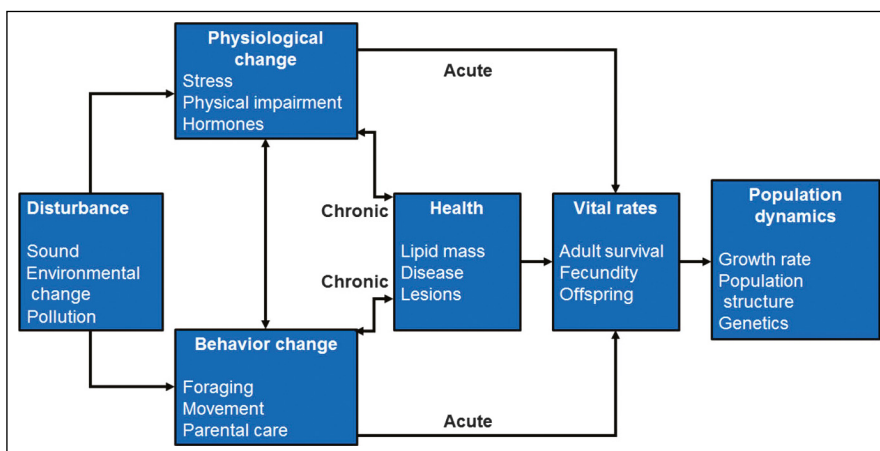 Physiological
change
Stress
Physical impairment
Hormones
Acute
Disturbance
Sound
Environmental
change
Pollution
Chronic
Chronic
Health
Lipid mass
Disease
Lesions
Vital rates
Adult survival
Fecundity
Offspring
Population
dynamics
Growth rate
Population
structure
Genetics
Behavior change
Foraging
Movement
Parental care
Acute